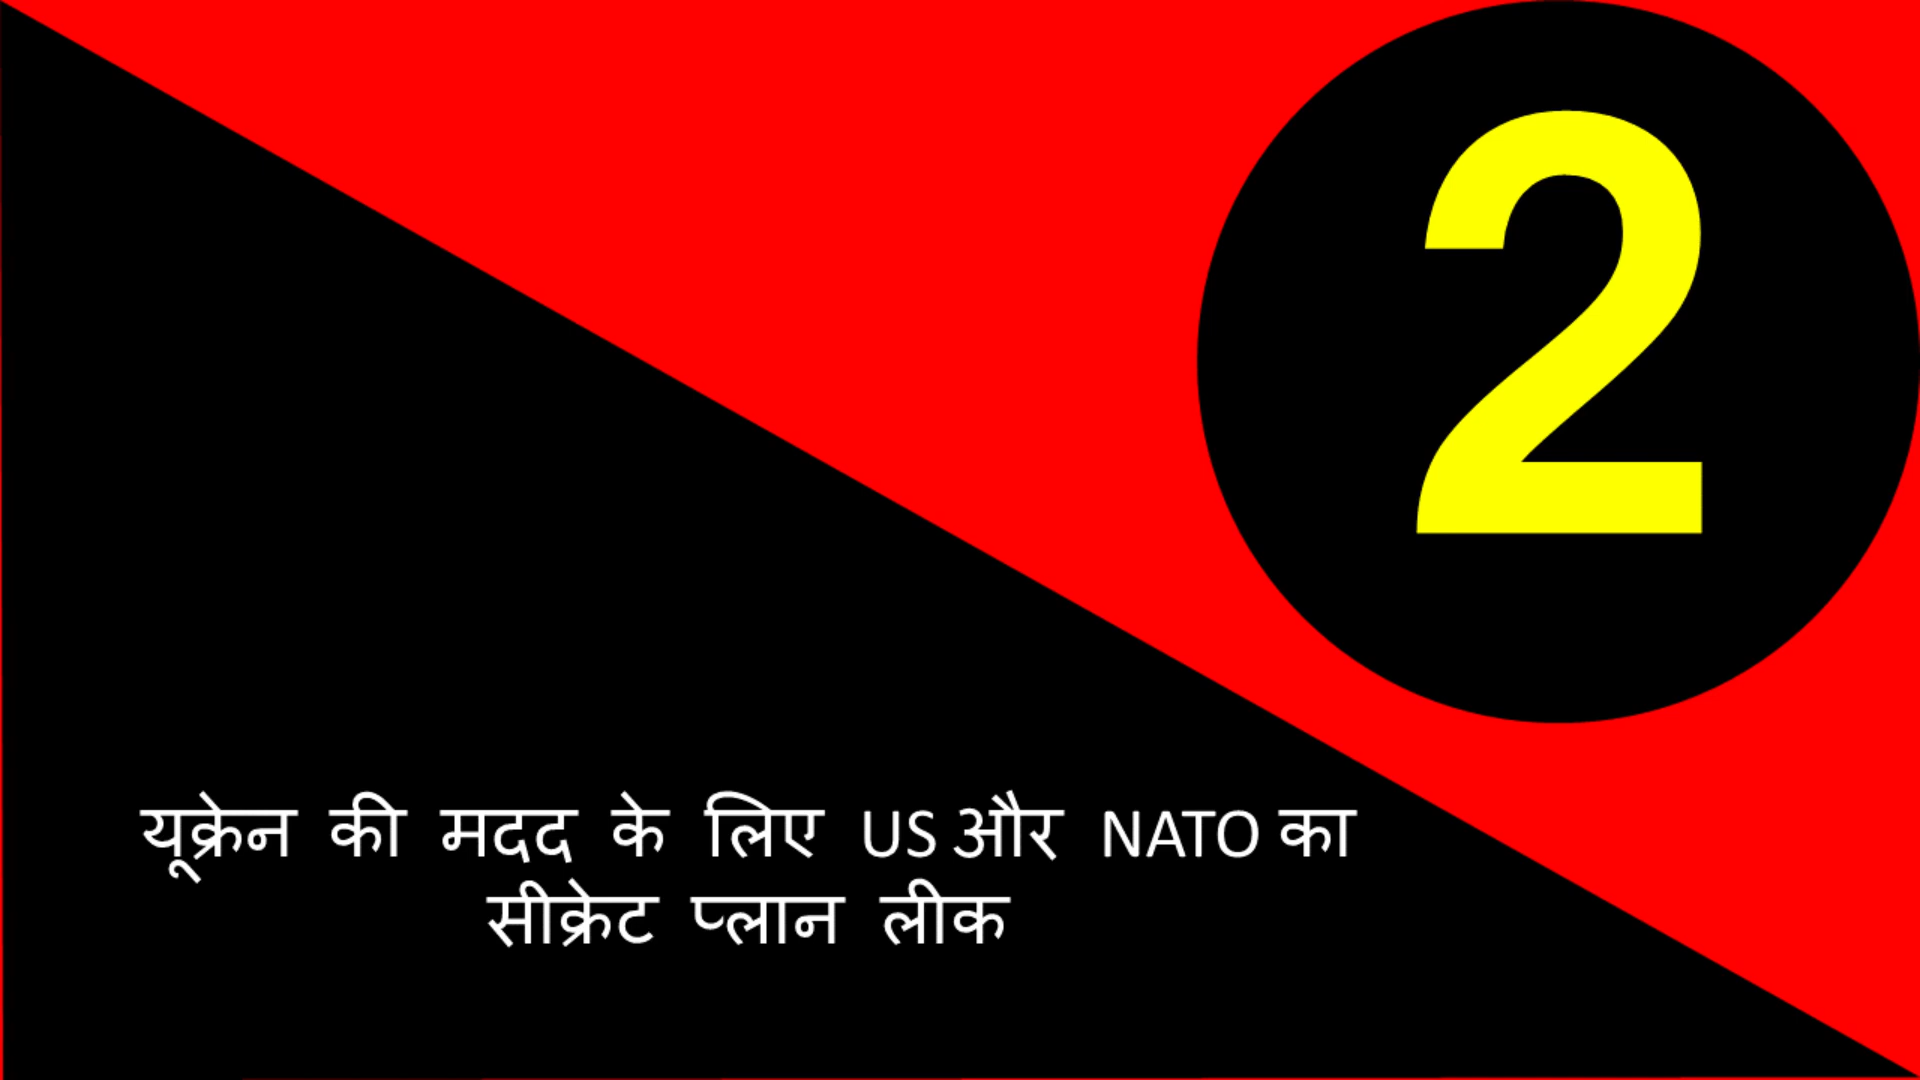 2
यूक्रेन की मदद के लिए US और NATO का
सीक्रेट प्लान लीक